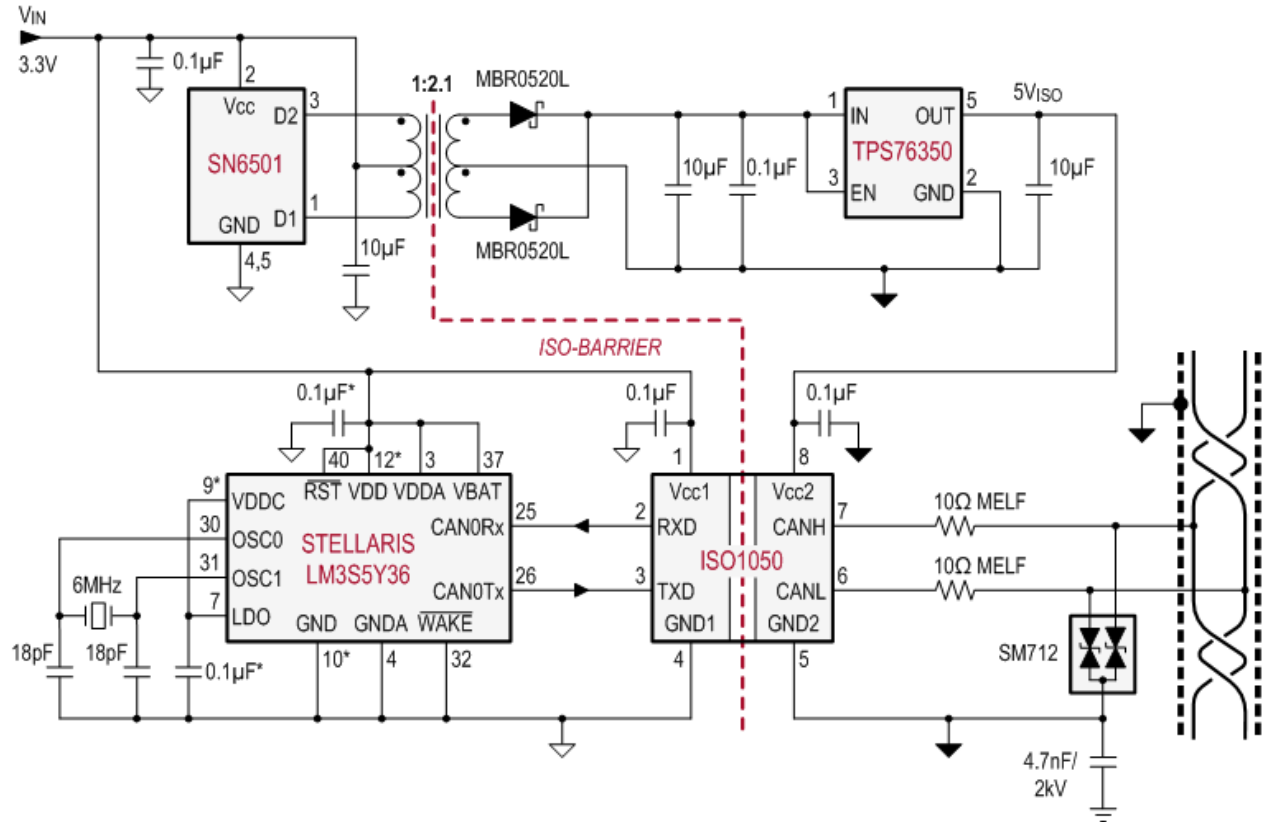 VIN
3.3V
0.1µF
2
Vcc
D2
3
SN6501
D1
1
GND
4,5
10µF
1:2.1
MBR0520L
MBR0520L
10µF
0.1µF
1
IN
OUT
5
TPS76350
3
EN
GND
2
5VISO
10µF
ISO-BARRIER
0.1µF*
40
12*
3
37
9*
VDDC
RST
VDD
VDDA
VBAT
30
OSC0
CAN0Rx
25
31
OSC1
STELLARIS
LM3S5Y36
CAN0Tx
26
7
LDO
GND
GNDA
WAKE
10*
4
32
6MHz
18pF
18pF
0.1µF*
0.1µF
0.1µF
1
8
Vcc1
Vcc2
2
RXD
CANH
7
ISO1050
3
TXD
CANL
6
GND1
GND2
4
5
10Ω MELF
10Ω MELF
SM712
4.7nF/
2kV